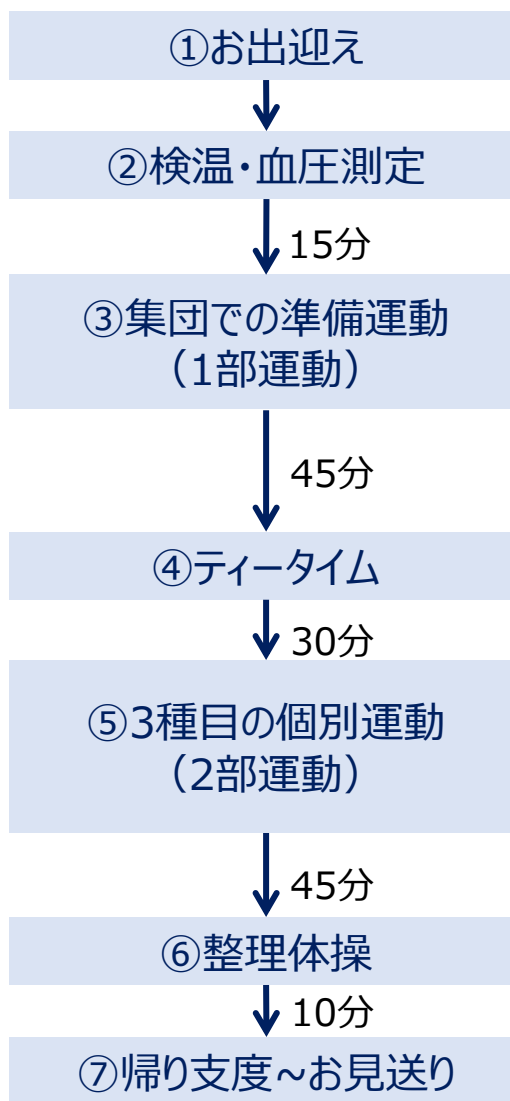 ①お出迎え
②検温・血圧測定
15分
③集団での準備運動
（1部運動）
45分
④ティータイム
30分
⑤3種目の個別運動
（2部運動）
45分
⑥整理体操
10分
⑦帰り支度~お見送り